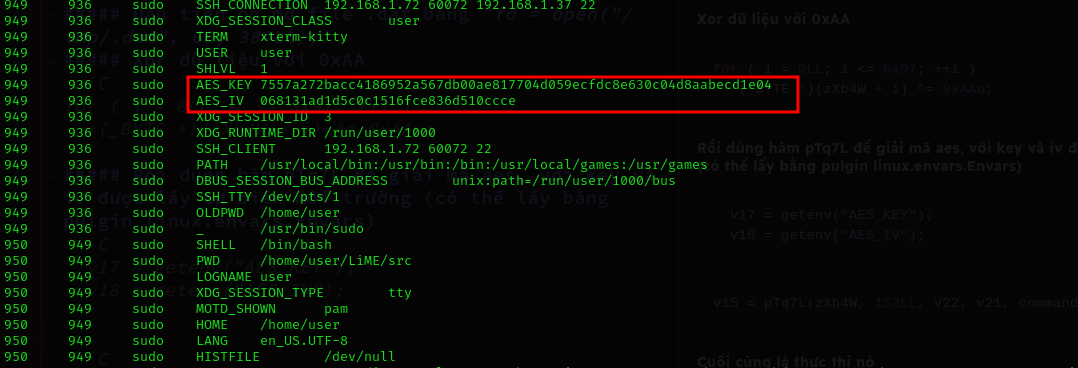 949 936 sudo SSH_CONNECTION 192.168.1.72 60072 192.168.1.37 22
949 936 sudo XDG_SESSION_CLASS user
949 936 sudo TERM xterm-kitty
949 936 sudo USER user
949 936 sudo SHLVL 1
949 936 sudo AES_KEY 7557a272bacc4186952a567db00ae817704d059ecfdc8e630c04d8aabecd1e04
949 936 sudo AES_IV 068131ad1d5c0c1516fce836d510ccce
949 936 sudo XDG_SESSION_ID 3
949 936 sudo XDG_RUNTIME_DIR /run/user/1000
949 936 sudo SSH_CLIENT 192.168.1.72 60072 22
949 936 sudo PATH /usr/local/bin:/usr/bin:/bin:/usr/local/games:/usr/games
949 936 sudo DBUS_SESSION_BUS_ADDRESS unix:path=/run/user/1000/bus
949 936 sudo SSH_TTY /dev/pts/1
949 936 sudo OLDPWD /home/user
949 936 sudo _ /usr/bin/sudo
950 949 sudo SHELL /bin/bash
950 949 sudo PWD /home/user/LiME/src
950 949 sudo LOGNAME user
950 949 sudo XDG_SESSION_TYPE tty
950 949 sudo MOTD_SHOWN pam
950 949 sudo HOME /home/user
950 949 sudo LANG en_US.UTF-8
950 949 sudo HISTFILE /dev/null
Xor dữ liệu với 0xAA
for ( i = 0LL; i <= 0x97; ++i )
)(zXb4W + i) ^= 0xAAu;
Rồi dùng hàm pTq7L để giải mã aes, với key và iv
thể lấy bằng pulgin linux.envars.Envars)
v17 = getenv("AES_KEY");
v18 = getenv("AES_IV");
v15 = pTq7L(zXb4W, 152LL, v22, v21, command
Cuối cùng là thực thi nó